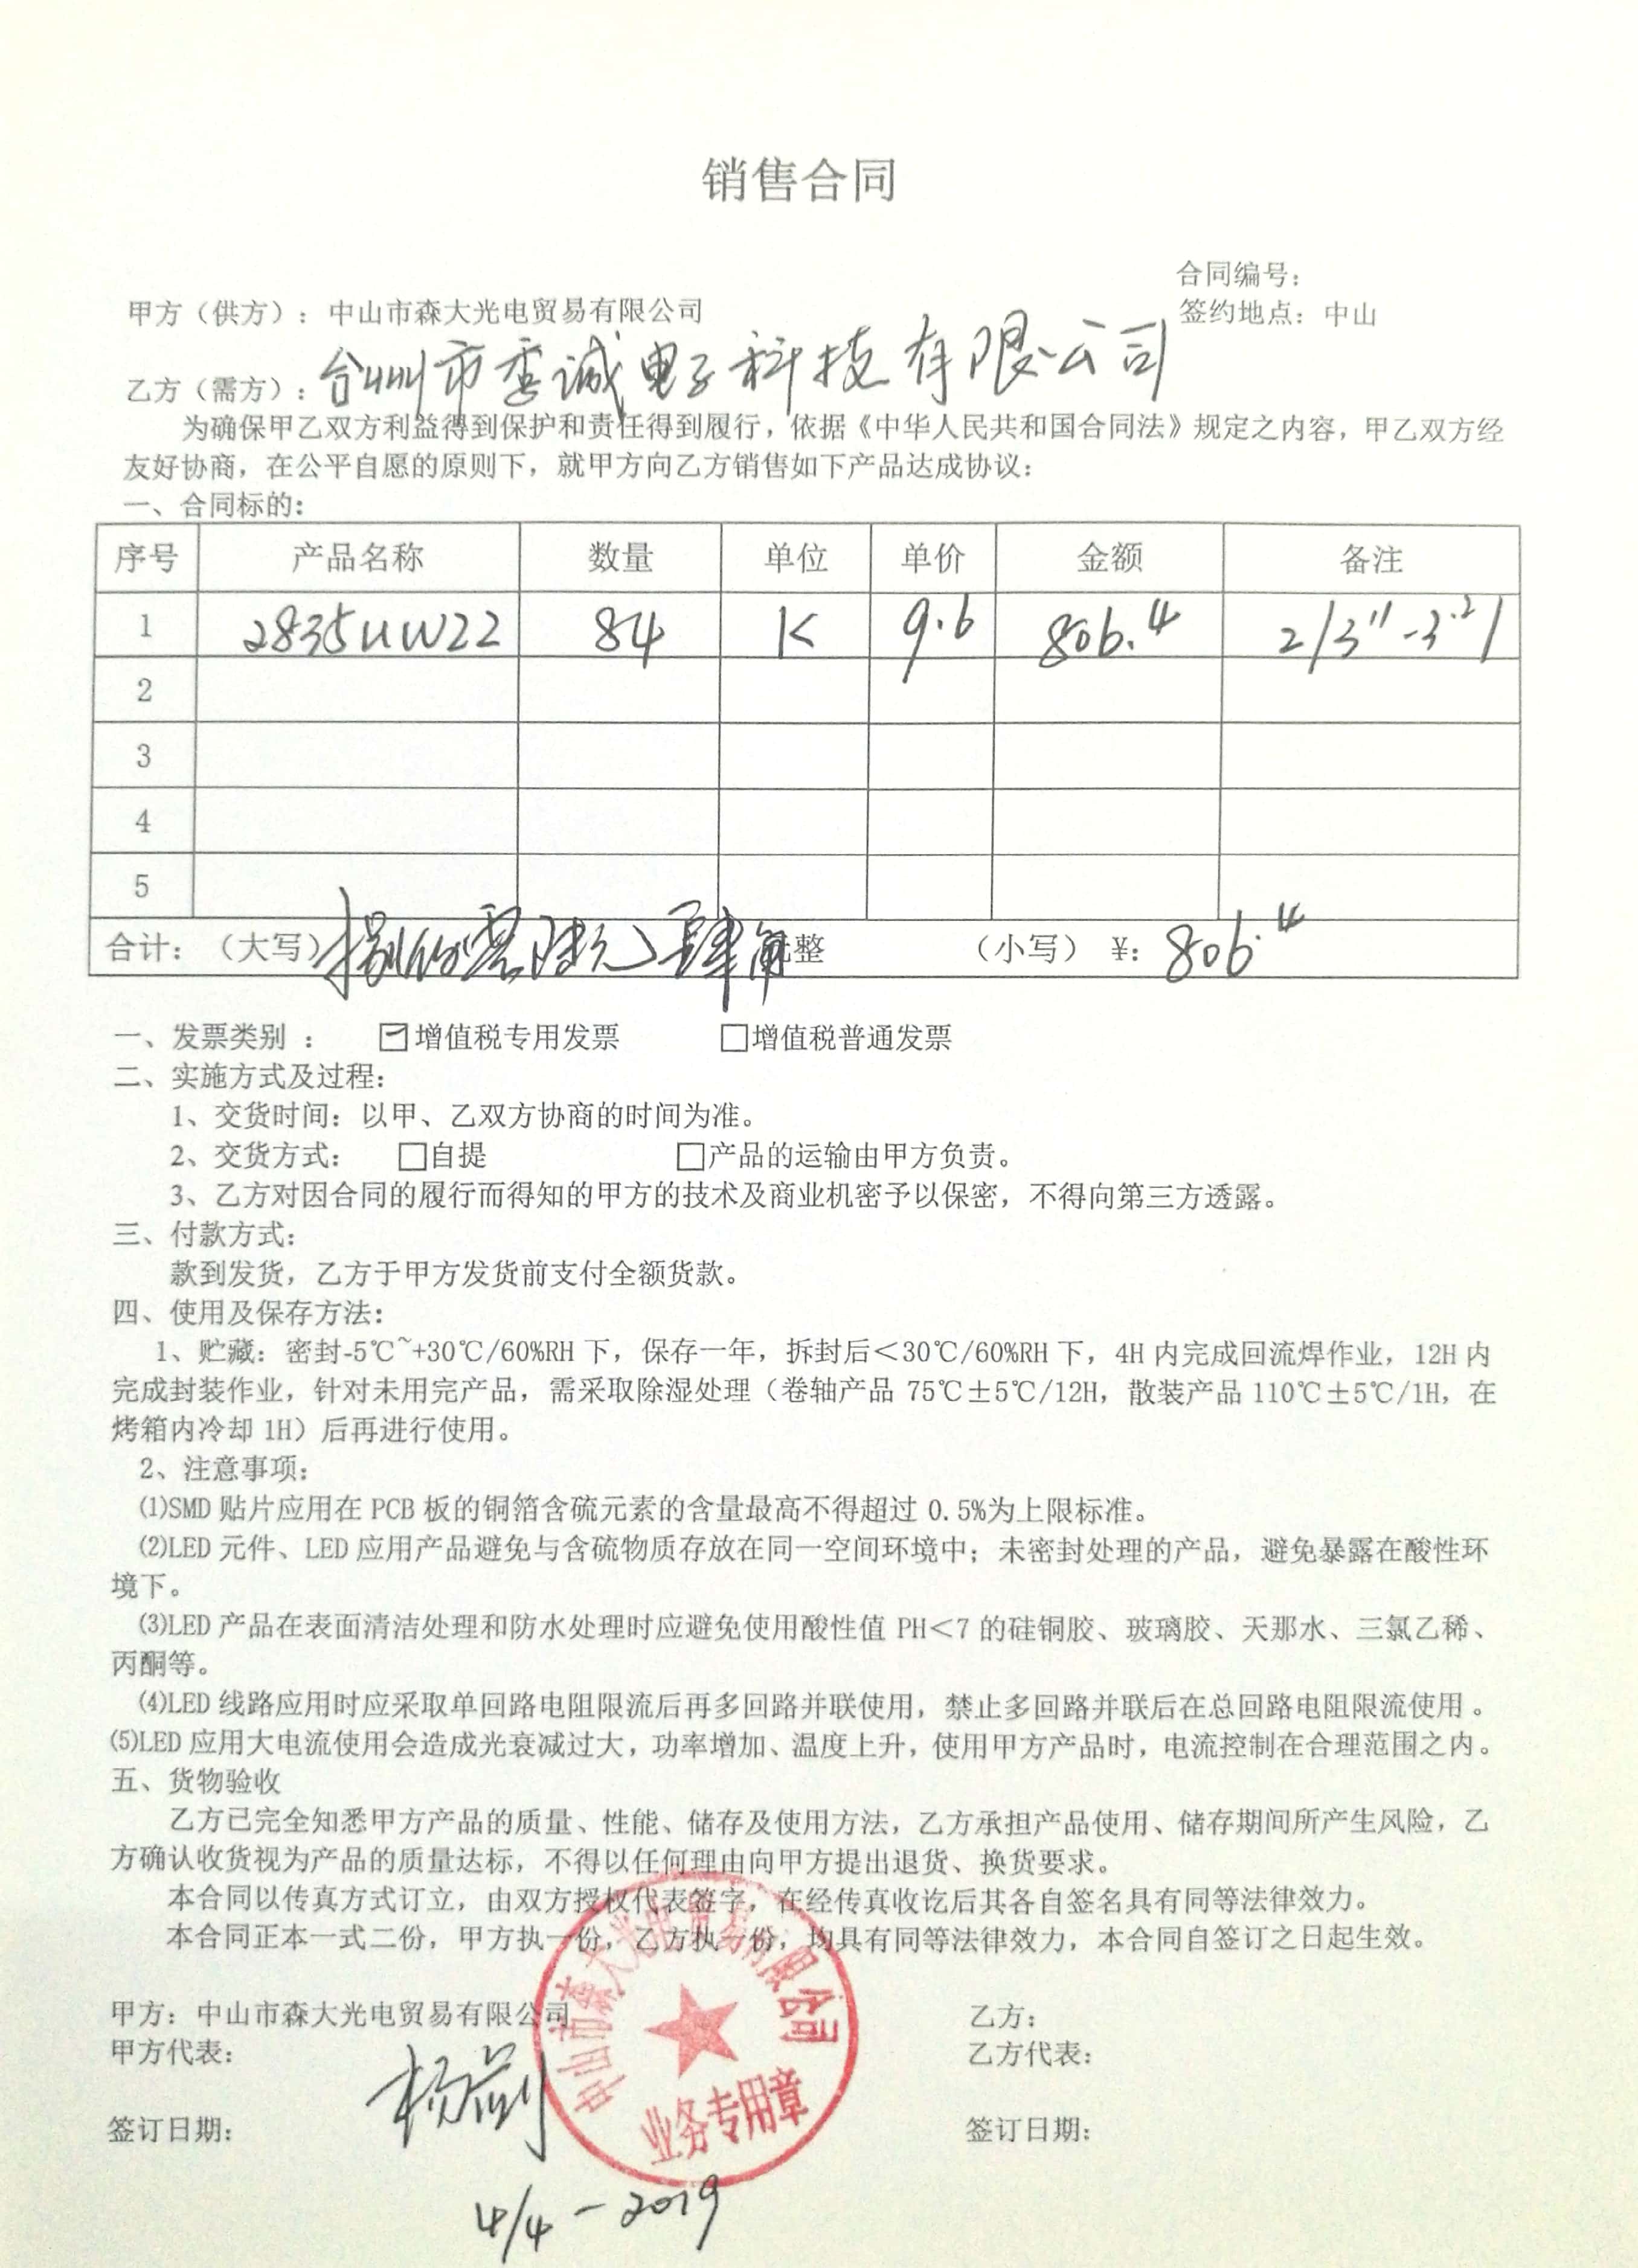 销售合同
合同编号:
甲方(供方): 中山市森大光电贸易有限公司
签约地点: 中山
乙方(需方): 台州市 诚电子科技有限公司
为确保甲乙双方利益得到保护和责任得到履行,依据《中华人民共和国合同法》规定之内容,甲乙双方经
友好协商,在公平自愿的原则下,就甲方向乙方销售如下产品达成协议:
一、合同标的:
序号 产品名称 数量 单位 单价 金额 备注
1 2835UW22 84 K 9.6 806.4 2/3.1-3.2/
2
3
4
5
合计: (大写) 捌佰零陆元肆角 整 (小写) ¥: 806.4
一、发票类别 : ☑增值税专用发票 □增值税普通发票
二、实施方式及过程:
1、交货时间: 以甲、乙双方协商的时间为准。
2、交货方式: □自提 □产品的运输由甲方负责。
3、乙方对因合同的履行而得知的甲方的技术及商业机密予以保密,不得向第三方透露。
三、付款方式:
款到发货,乙方于甲方发货前支付全额货款。
四、使用及保存方法:
1、贮藏: 密封-5℃~+30℃/60%RH 下,保存一年,拆封后<30℃/60%RH 下,4H 内完成回流焊作业,12H 内
完成封装作业,针对未用完产品,需采取除湿处理(卷轴产品 75℃±5℃/12H,散装产品 110℃±5℃/1H,在
烤箱内冷却 1H)后再进行使用。
2、注意事项:
⑴SMD 贴片应用在 PCB 板的铜箔含硫元素的含量最高不得超过 0.5%为上限标准。
⑵LED 元件、LED 应用产品避免与含硫物质存放在同一空间环境中; 未密封处理的产品,避免暴露在酸性环
境下。
⑶LED 产品在表面清洁处理和防水处理时应避免使用酸性值 PH<7 的硅铜胶、玻璃胶、天那水、三氯乙稀、
丙酮等。
⑷LED 线路应用时应采取单回路电阻限流后再多回路并联使用,禁止多回路并联后在总回路电阻限流使用 。
⑸LED 应用大电流使用会造成光衰减过大,功率增加、温度上升,使用甲方产品时,电流控制在合理范围之内。
五、货物验收
乙方已完全知悉甲方产品的质量、性能、储存及使用方法,乙方承担产品使用、储存期间所产生风险,乙
方确认收货视为产品的质量达标,不得以任何理由向甲方提出退货、换货要求。
本合同以传真方式订立,由双方授权代表签字,在经传真收讫后其各自签名具有同等法律效力。
本合同正本一式二份,甲方执一份,乙方执一份,均具有同等法律效力,本合同自签订之日起生效。
甲方: 中山市森大光电贸易有限公司 乙方:
甲方代表: 乙方代表:
签订日期: 签订日期:
4/4-2019
中山市森大光电贸易有限公司
业务专用章